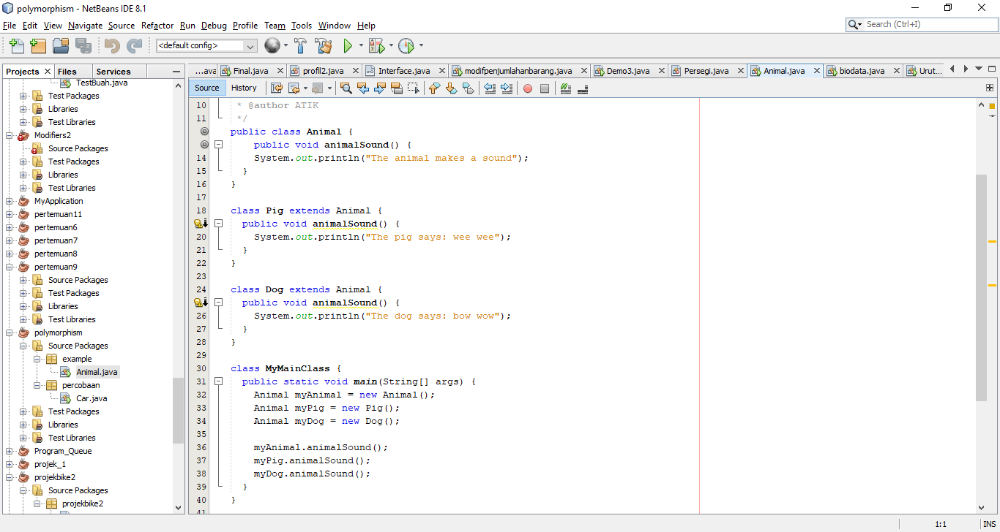 polymorphism - NetBeans IDE 8.1
File Edit View Navigate Source Refactor Run Debug Profile Team Tools Window Help
Search (Ctrl+I)
<default config>
Projects Files Services
TestBuah.java
Test Packages
Libraries
Test Libraries
Modifiers2
Source Packages
Test Packages
Libraries
Test Libraries
MyApplication
pertemuan11
pertemuan6
pertemuan7
pertemuan8
pertemuan9
Source Packages
Test Packages
Libraries
Test Libraries
polymorphism
Source Packages
example
Animal.java
percobaan
Car.java
Test Packages
Libraries
Test Libraries
Program_Queue
projek_1
projekbike2
Source Packages
projekbike2
...ava Final.java profil2.java Interface.java modifpenjumlahanbarang.java Demo3.java Persegi.java Animal.java biodata.java Urut...
Source History
10 * @author ATIK
11 */
public class Animal {
public void animalSound() {
14 System.out.println("The animal makes a sound");
15 }
16 }
17
18 class Pig extends Animal {
public void animalSound() {
20 System.out.println("The pig says: wee wee");
21 }
22 }
23
24 class Dog extends Animal {
public void animalSound() {
26 System.out.println("The dog says: bow wow");
27 }
28 }
29
30 class MyMainClass {
31 public static void main(String[] args) {
32 Animal myAnimal = new Animal();
33 Animal myPig = new Pig();
34 Animal myDog = new Dog();
35
36 myAnimal.animalSound();
37 myPig.animalSound();
38 myDog.animalSound();
39 }
40 }
41
1:1 INS